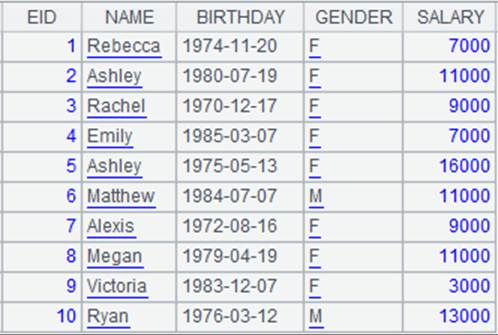 EID NAME BIRTHDAY GENDER SALARY
1 Rebecca 1974-11-20 F 7000
2 Ashley 1980-07-19 F 11000
3 Rachel 1970-12-17 F 9000
4 Emily 1985-03-07 F 7000
5 Ashley 1975-05-13 F 16000
6 Matthew 1984-07-07 M 11000
7 Alexis 1972-08-16 F 9000
8 Megan 1979-04-19 F 11000
9 Victoria 1983-12-07 F 3000
10 Ryan 1976-03-12 M 13000